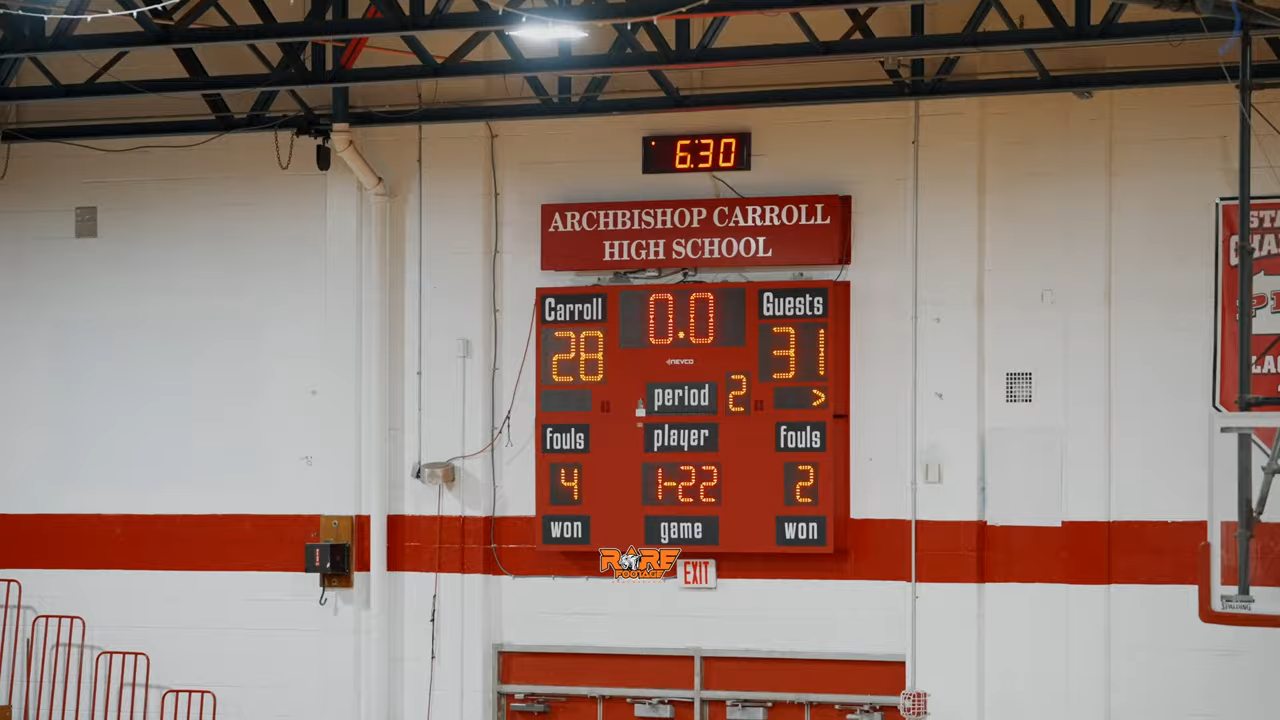 6:30
ARCHBISHOP CARROLL
HIGH SCHOOL
Carroll
0.0
Guests
28
31
NEVCO
period
2
>
fouls
player
fouls
4
1-22
2
won
game
won
RARE
FOOTAGE
EXIT
SPALDING